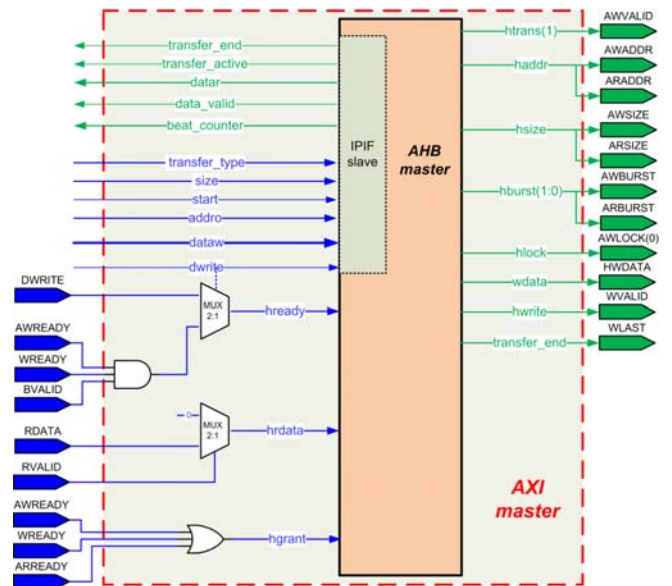 transfer_end
transfer_active
datar
data_valid
beat_counter
transfer_type
size
start
addro
dataw
dwrite
IPIF
slave
AHB
master
htrans(1)
haddr
hsize
hburst(1:0)
hlock
wdata
hwrite
transfer_end
AWVALID
AWADDR
ARADDR
AWSIZE
ARSIZE
AWBURST
ARBURST
AWLOCK(0)
HWDATA
WVALID
WLAST
DWRITE
AWREADY
WREADY
BVALID
MUX
2:1
hready
RDATA
RVALID
0
MUX
2:1
hrdata
AWREADY
WREADY
ARREADY
hgrant
AXI
master